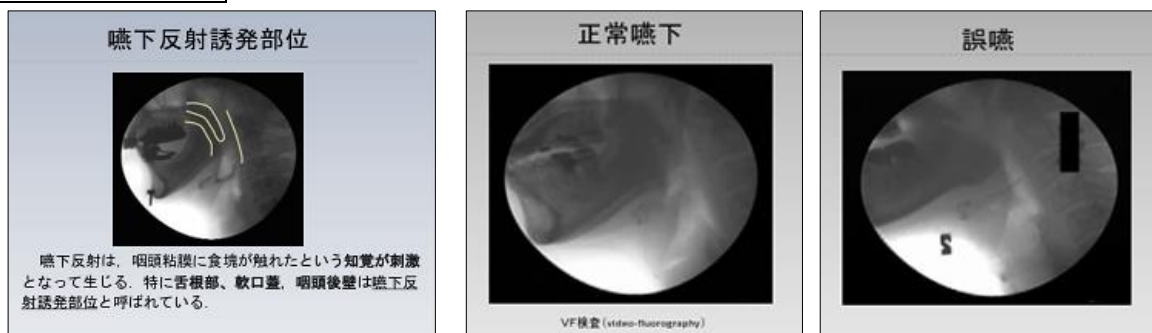 嚥下反射誘発部位
嚥下反射は，咽頭粘膜に食塊が触れたという知覚が刺激
となって生じる．特に舌根部、軟口蓋，咽頭後壁は嚥下反
射誘発部位と呼ばれている．
正常嚥下
VF検査(video-fluorography)
誤嚥
2